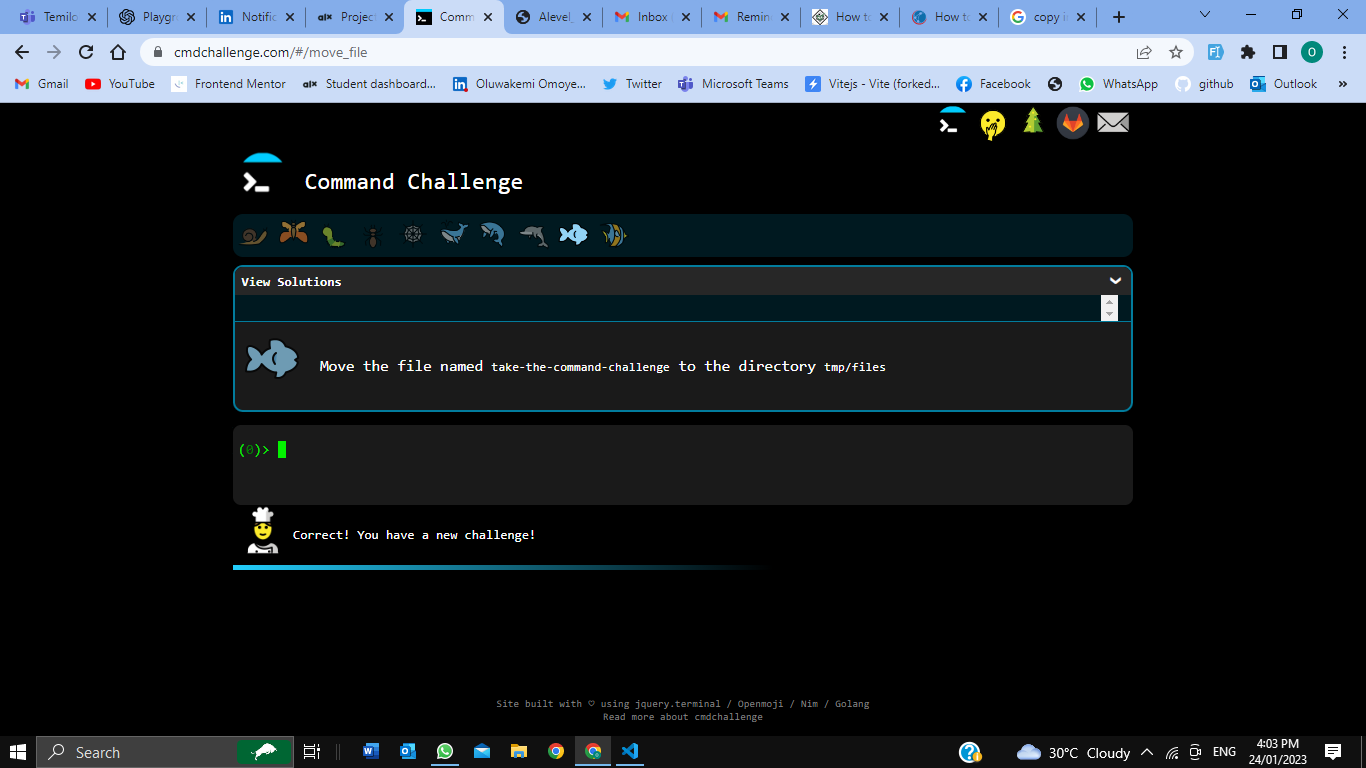 Temilo
Playgr
Notific
alx Project
Comm
Alevel_
Inbox (
Remin
How to
How to
copy i
cmdchallenge.com/#/move_file
O
Gmail YouTube Frontend Mentor alx Student dashboard... Oluwakemi Omoye... Twitter Microsoft Teams Vitejs - Vite (forked... Facebook WhatsApp github Outlook »
Command Challenge
View Solutions
Move the file named take-the-command-challenge to the directory tmp/files
(0)>
Correct! You have a new challenge!
Site built with ♡ using jquery.terminal / Openmoji / Nim / Golang
Read more about cmdchallenge
Search
30°C Cloudy
ENG
4:03 PM
24/01/2023